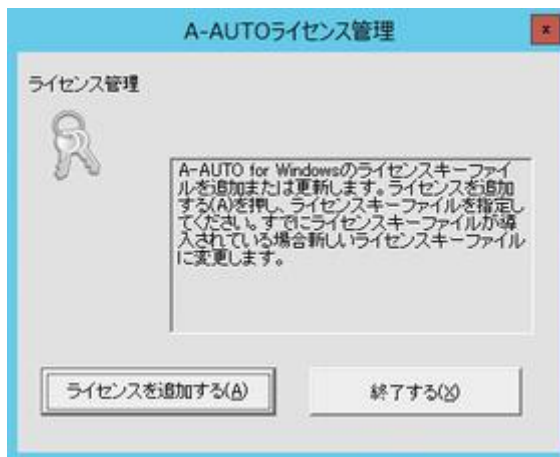 A-AUTOライセンス管理
x
ライセンス管理
A-AUTO for Windowsのライセンスキーファイ
ルを追加または更新します。ライセンスを追加
する(A)を押し、ライセンスキーファイルを指定し
てください。すでにライセンスキーファイルが導
入されている場合新しいライセンスキーファイル
に変更します。
ライセンスを追加する(A)
終了する(X)